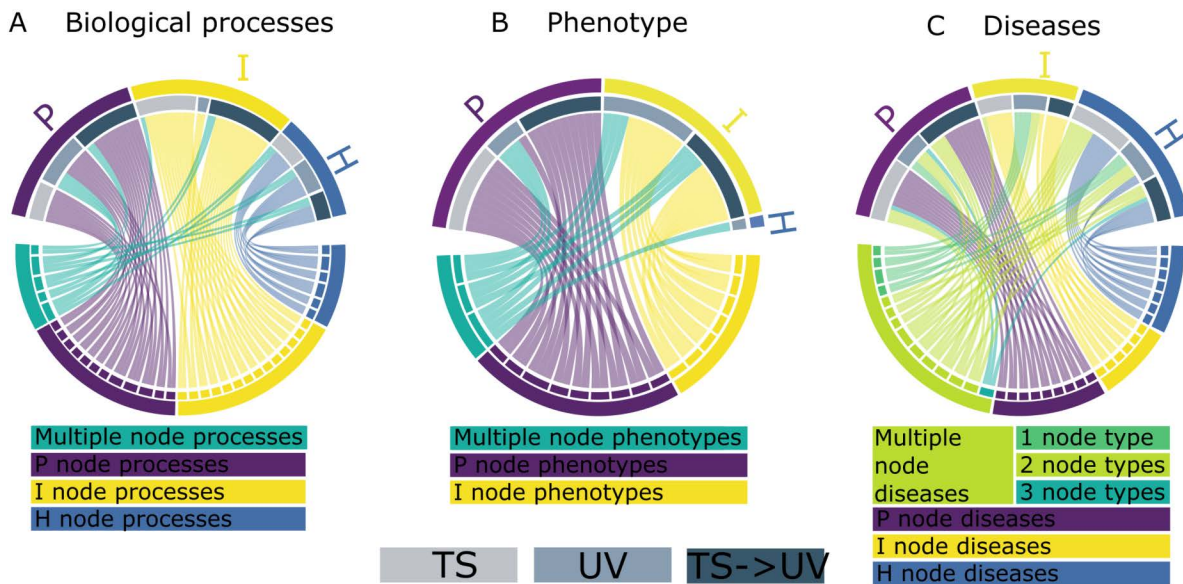 A Biological processes
B Phenotype
C Diseases
P
I
H
P
I
H
P
I
H
Multiple node processes
P node processes
I node processes
H node processes
Multiple node phenotypes
P node phenotypes
I node phenotypes
Multiple
node
diseases
1 node type
2 node types
3 node types
P node diseases
I node diseases
H node diseases
TS
UV
TS->UV